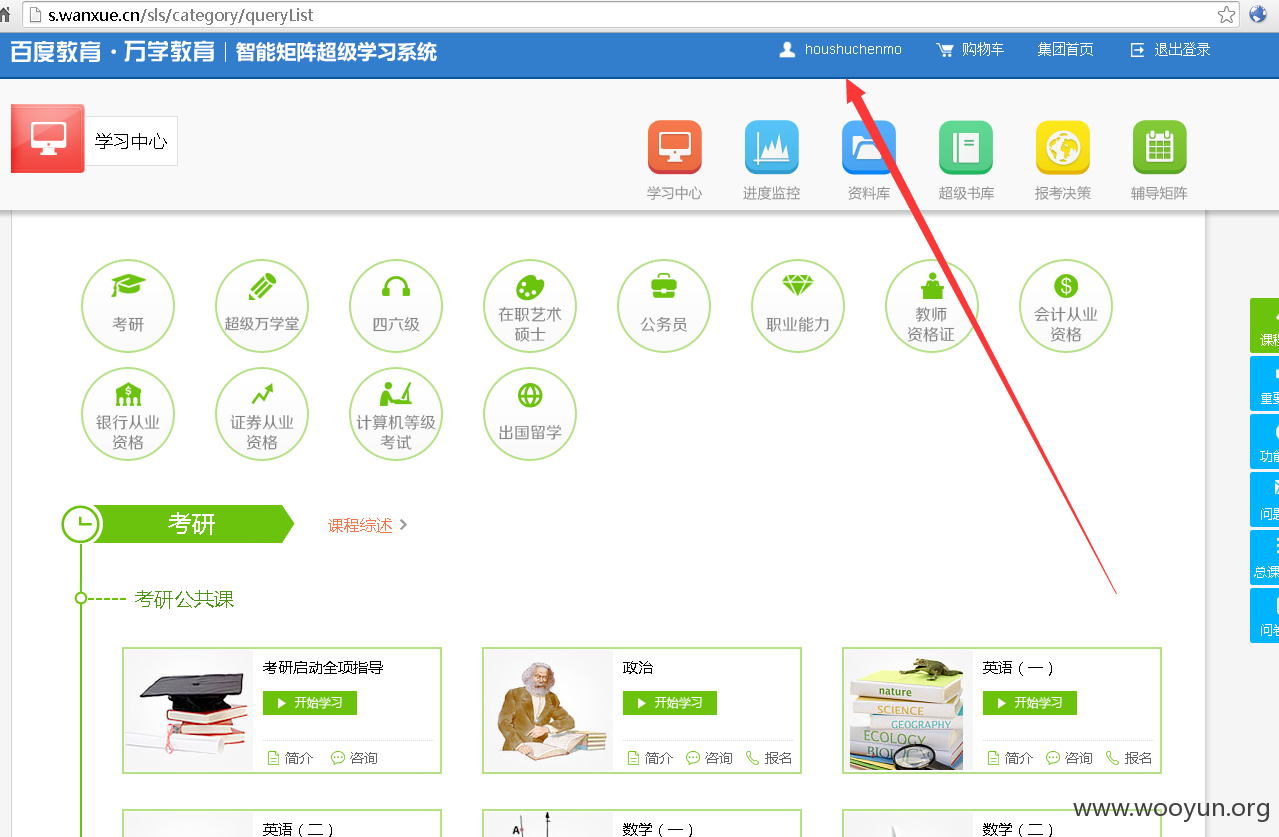 s.wanxue.cn/sls/category/queryList
百度教育·万学教育 | 智能矩阵超级学习系统
houshuchenmo 购物车 集团首页 退出登录
学习中心
学习中心 进度监控 资料库 超级书库 报考决策 辅导矩阵
考研 超级万学堂 四六级 在职艺术硕士 公务员 职业能力 教师资格证 会计从业资格
银行从业资格 证券从业资格 计算机等级考试 出国留学
课程
重要
功能
问题
总课
问卷
考研 课程综述
考研公共课
考研启动全项指导
开始学习
简介 咨询
政治
开始学习
简介 咨询 报名
英语（一）
开始学习
简介 咨询 报名
nature
SCIENCE
GEOGRAPHY
ECOLOGY
英语（二） 数学（一） 数学（二）
A
www.wooyun.org